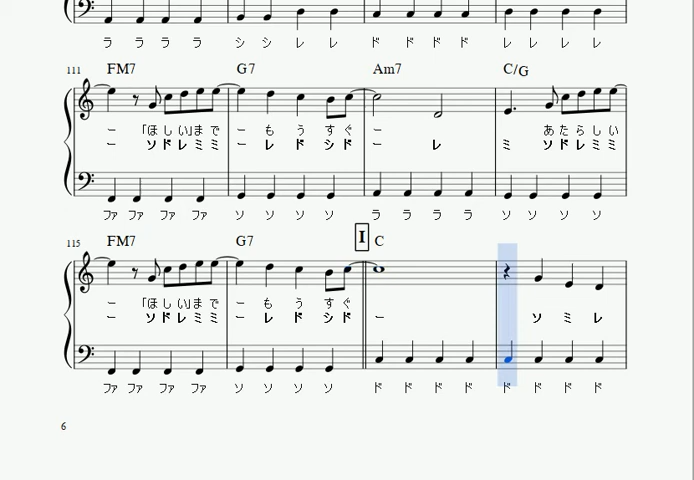 ラ ラ ラ ラ シ シ レ レ ド ド ド ド レ レ レ レ
111 FM7 G7 Am7 C/G
ー 「ほ し い」ま で ー も う す ぐ ー あ た ら し い
ー ソ ド レ ミ ミ ー レ ド シ ド ー レ ミ ソ ド レ ミ ミ
ファ ファ ファ ファ ソ ソ ソ ソ ラ ラ ラ ラ ソ ソ ソ ソ
115 FM7 G7 I C
ー 「ほ し い」ま で ー も う す ぐ
ー ソ ド レ ミ ミ ー レ ド シ ド ー ソ ミ レ
ファ ファ ファ ファ ソ ソ ソ ソ ド ド ド ド ド ド ド ド
6